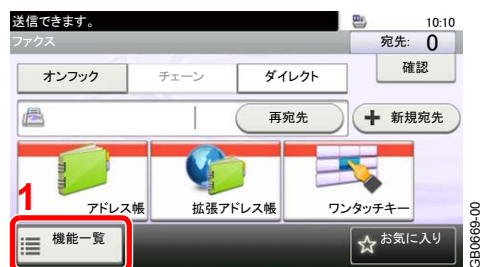 送信できます。
10:10
ファクス
宛先: 0
オンフック
チェーン
ダイレクト
確認
再宛先
新規宛先
1
アドレス帳
拡張アドレス帳
ワンタッチキー
機能一覧
お気に入り
GB0669-00